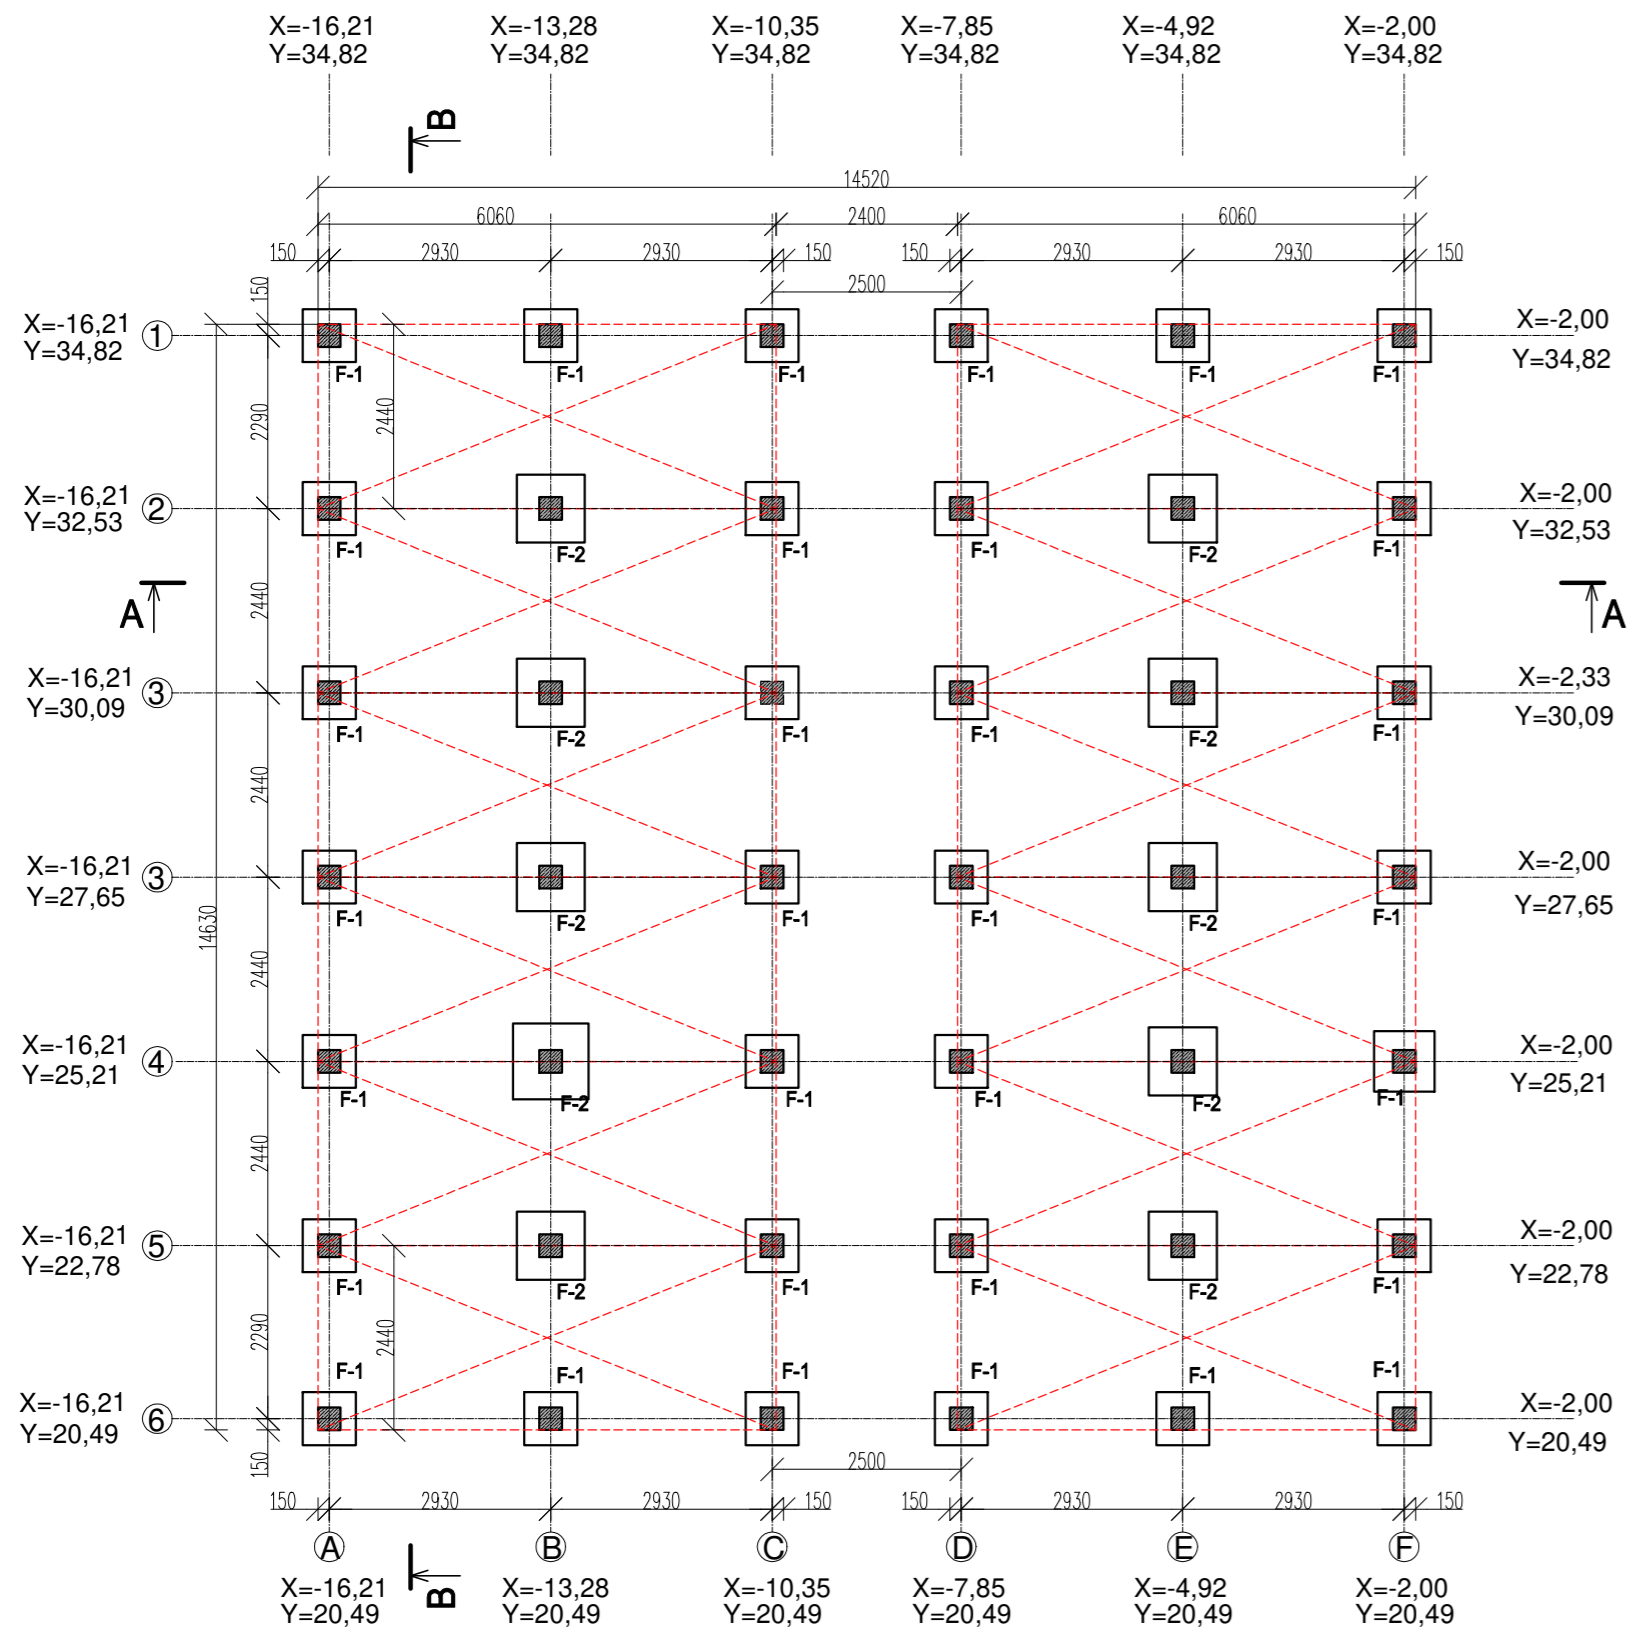 X=-16,21 X=-13,28 X=-10,35 X=-7,85 X=-4,92 X=-2,00
Y=34,82 Y=34,82 Y=34,82 Y=34,82 Y=34,82 Y=34,82
B
14520
6060 2400 6060
150 2930 2930 150 150 2930 2930 150
2500
150
X=-16,21 1 X=-2,00
Y=34,82 Y=34,82
F-1 F-1 F-1 F-1 F-1 F-1
2290 2440
X=-16,21 2 X=-2,00
Y=32,53 Y=32,53
F-1 F-2 F-1 F-1 F-2 F-1
2440
A A
X=-16,21 3 X=-2,33
Y=30,09 Y=30,09
F-1 F-2 F-1 F-1 F-2 F-1
2440
X=-16,21 3 X=-2,00
Y=27,65 Y=27,65
F-1 F-2 F-1 F-1 F-2 F-1
14630
2440
X=-16,21 4 X=-2,00
Y=25,21 Y=25,21
F-1 F-2 F-1 F-1 F-2 F-1
2440
X=-16,21 5 X=-2,00
Y=22,78 Y=22,78
F-1 F-2 F-1 F-1 F-2 F-1
2290 2440
F-1 F-1 F-1 F-1 F-1 F-1
X=-16,21 6 X=-2,00
Y=20,49 Y=20,49
150
2500
150 2930 2930 150 150 2930 2930 150
A B C D E F
B
X=-16,21 X=-13,28 X=-10,35 X=-7,85 X=-4,92 X=-2,00
Y=20,49 Y=20,49 Y=20,49 Y=20,49 Y=20,49 Y=20,49